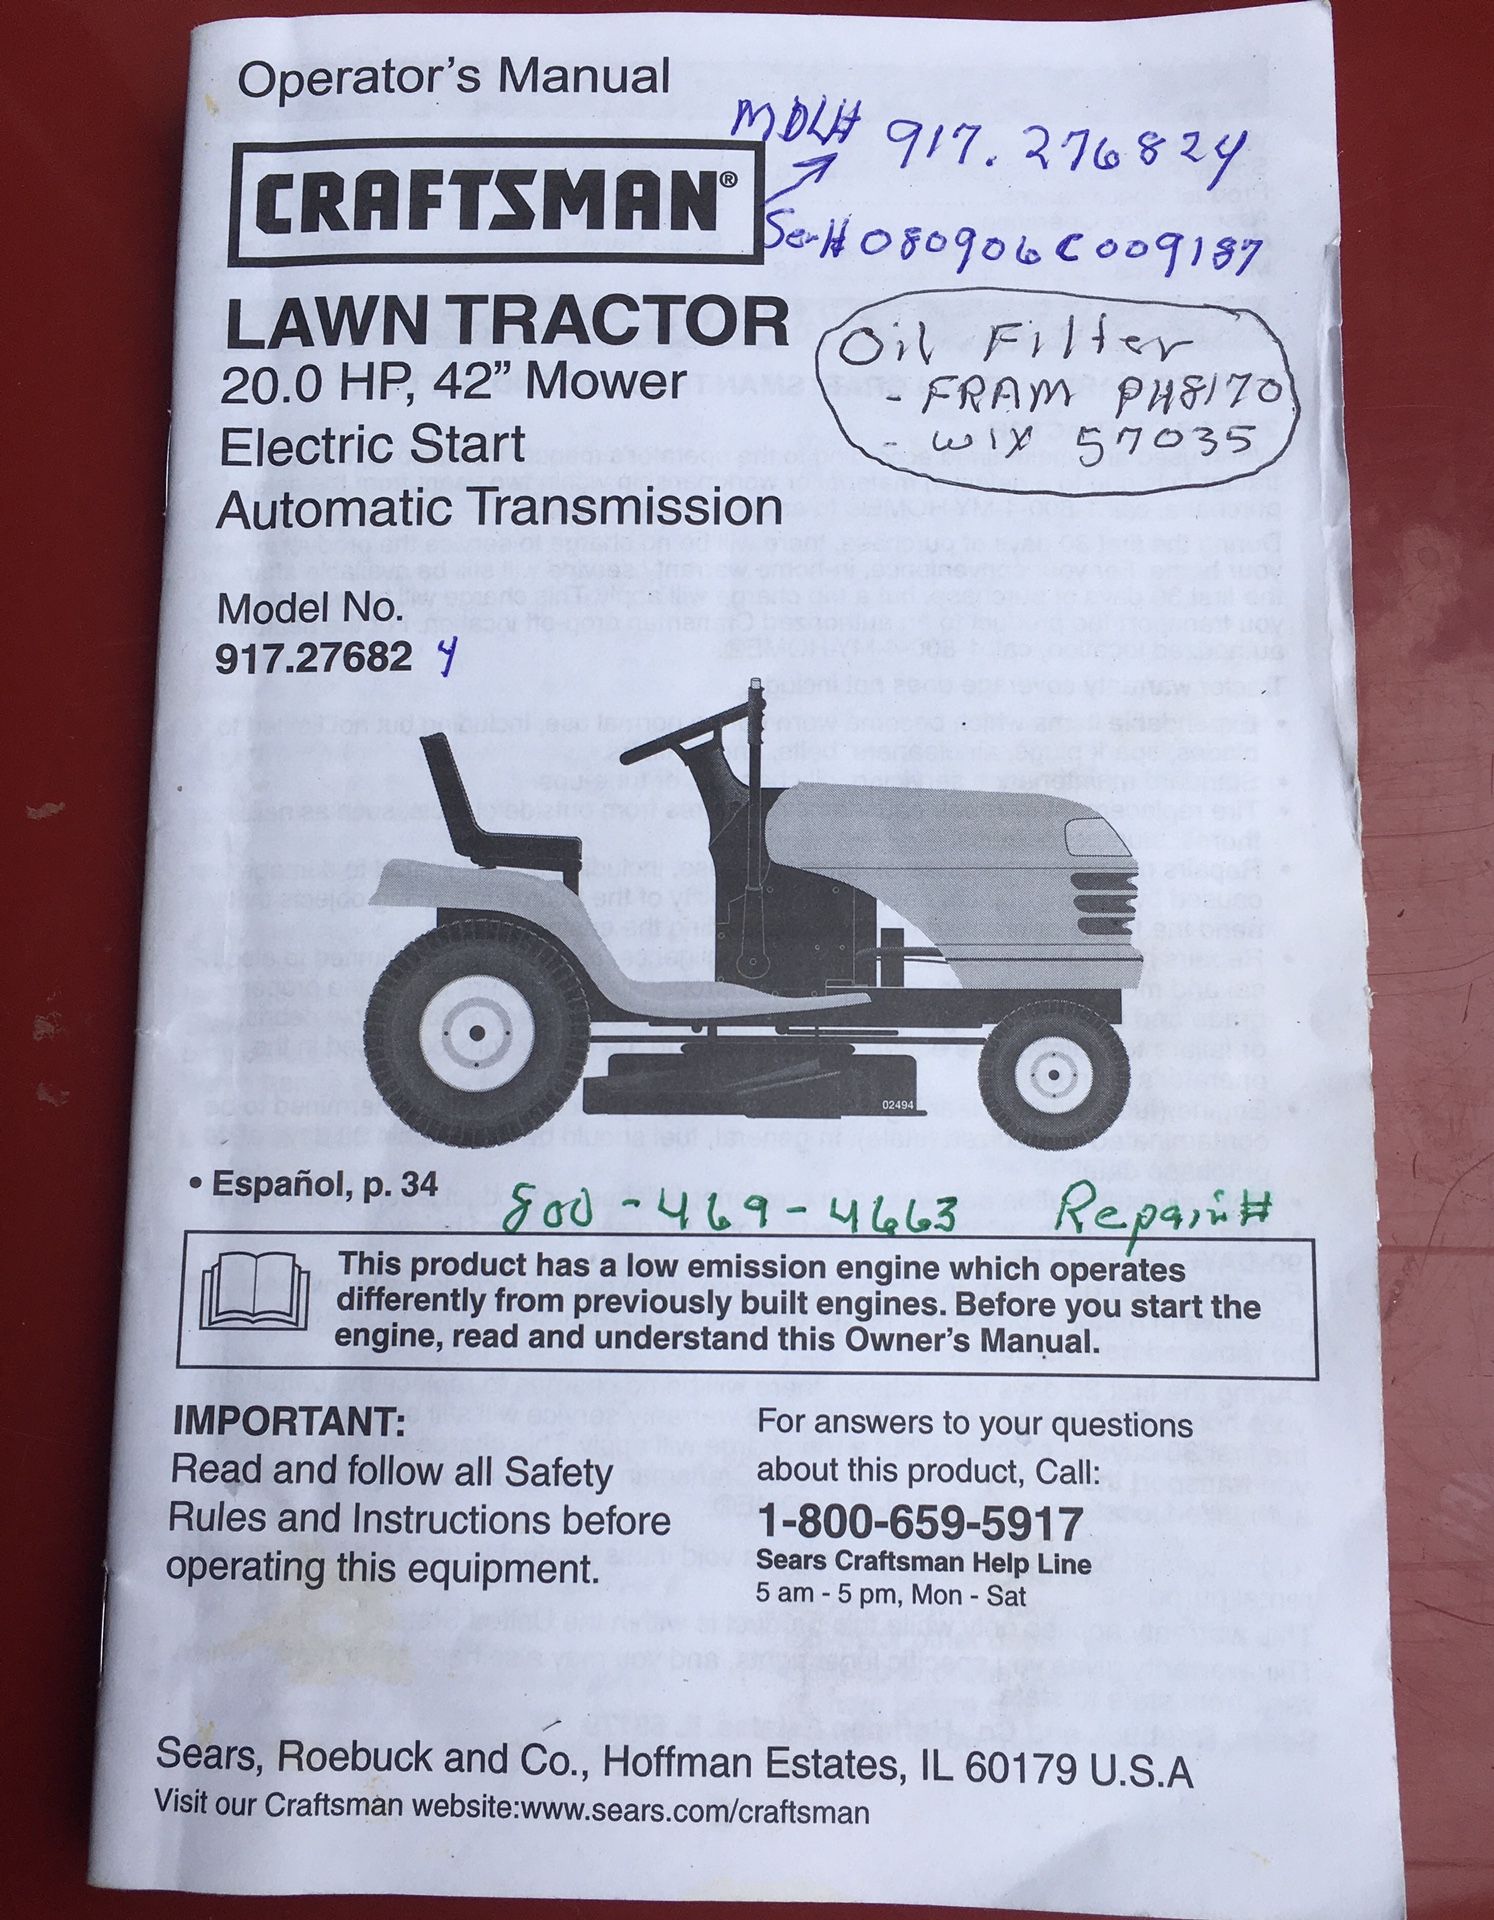 Operator's Manual
MDL# 917.276824
CRAFTSMAN®
Ser# 080906C009187
LAWN TRACTOR
20.0 HP, 42” Mower
Electric Start
Automatic Transmission
Oil Filter
- FRAM PH8170
- WIX 57035
Model No.
917.27682 4
02494
• Español, p. 34
800-469-4663 Repair#
This product has a low emission engine which operates
differently from previously built engines. Before you start the
engine, read and understand this Owner's Manual.
IMPORTANT:
Read and follow all Safety
Rules and Instructions before
operating this equipment.
For answers to your questions
about this product, Call:
1-800-659-5917
Sears Craftsman Help Line
5 am - 5 pm, Mon - Sat
Sears, Roebuck and Co., Hoffman Estates, IL 60179 U.S.A
Visit our Craftsman website:www.sears.com/craftsman